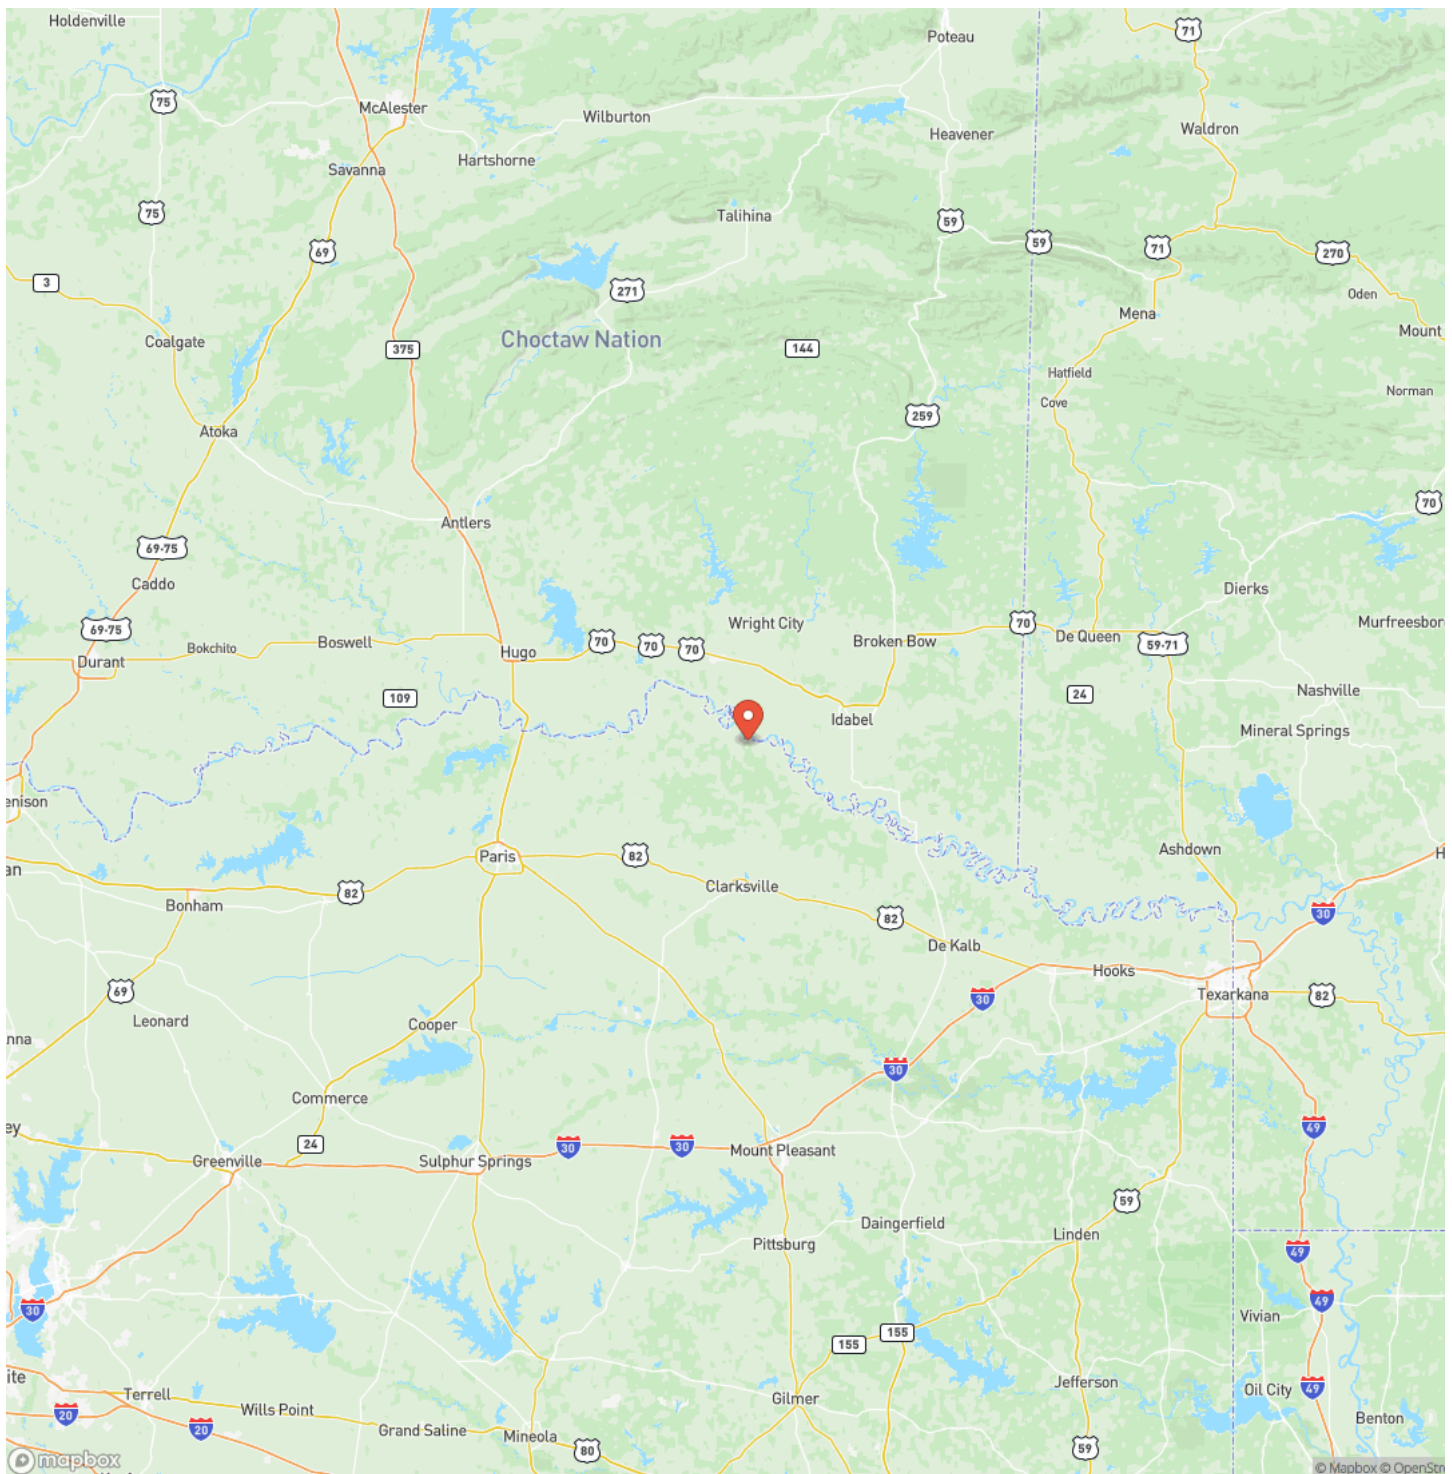 Holdenville
Poteau
71
75
McAlester
Wilburton
Waldron
Heavener
Hartshorne
Savanna
75
Talihina
59
59
71
69
270
3
271
Oden
Mena
Mount
Coalgate
Choctaw Nation
375
144
Hatfield
Norman
Cove
259
Atoka
70
Antlers
69-75
Caddo
Dierks
Wright City
70
Murfreesboro
69-75
70
70
70
Broken Bow
De Queen
59-71
Bokchito
Boswell
Hugo
Durant
109
24
Nashville
Idabel
Mineral Springs
enison
Paris
82
Ashdown
an
H
Clarksville
82
Bonham
82
30
De Kalb
Hooks
69
30
Texarkana
82
Leonard
Cooper
nna
30
Commerce
ey
49
24
30
30
Mount Pleasant
Greenville
Sulphur Springs
59
Daingerfield
Linden
Pittsburg
49
30
49
Vivian
155
155
ite
Jefferson
49
Oil City
Terrell
Gilmer
20
Wills Point
Benton
20
Grand Saline
Mineola
80
59
mapbox
© Mapbox © OpenStre